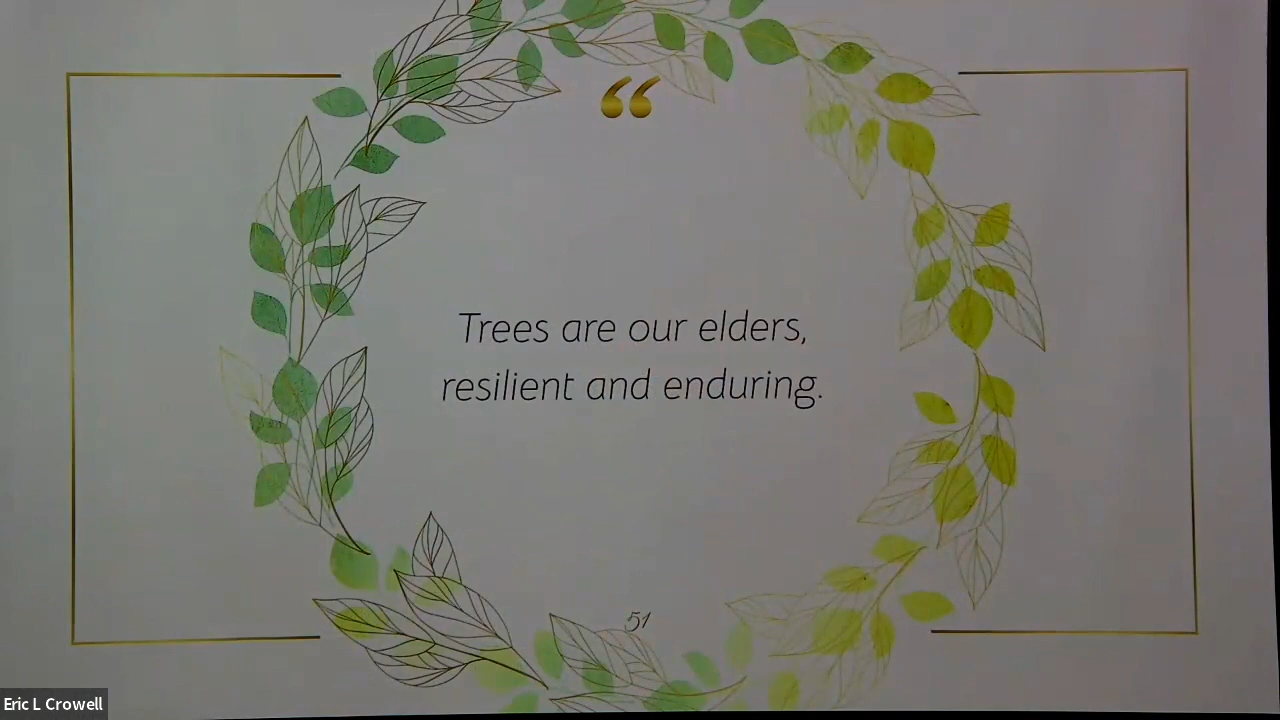 “
Trees are our elders,
resilient and enduring.
51
Eric L Crowell